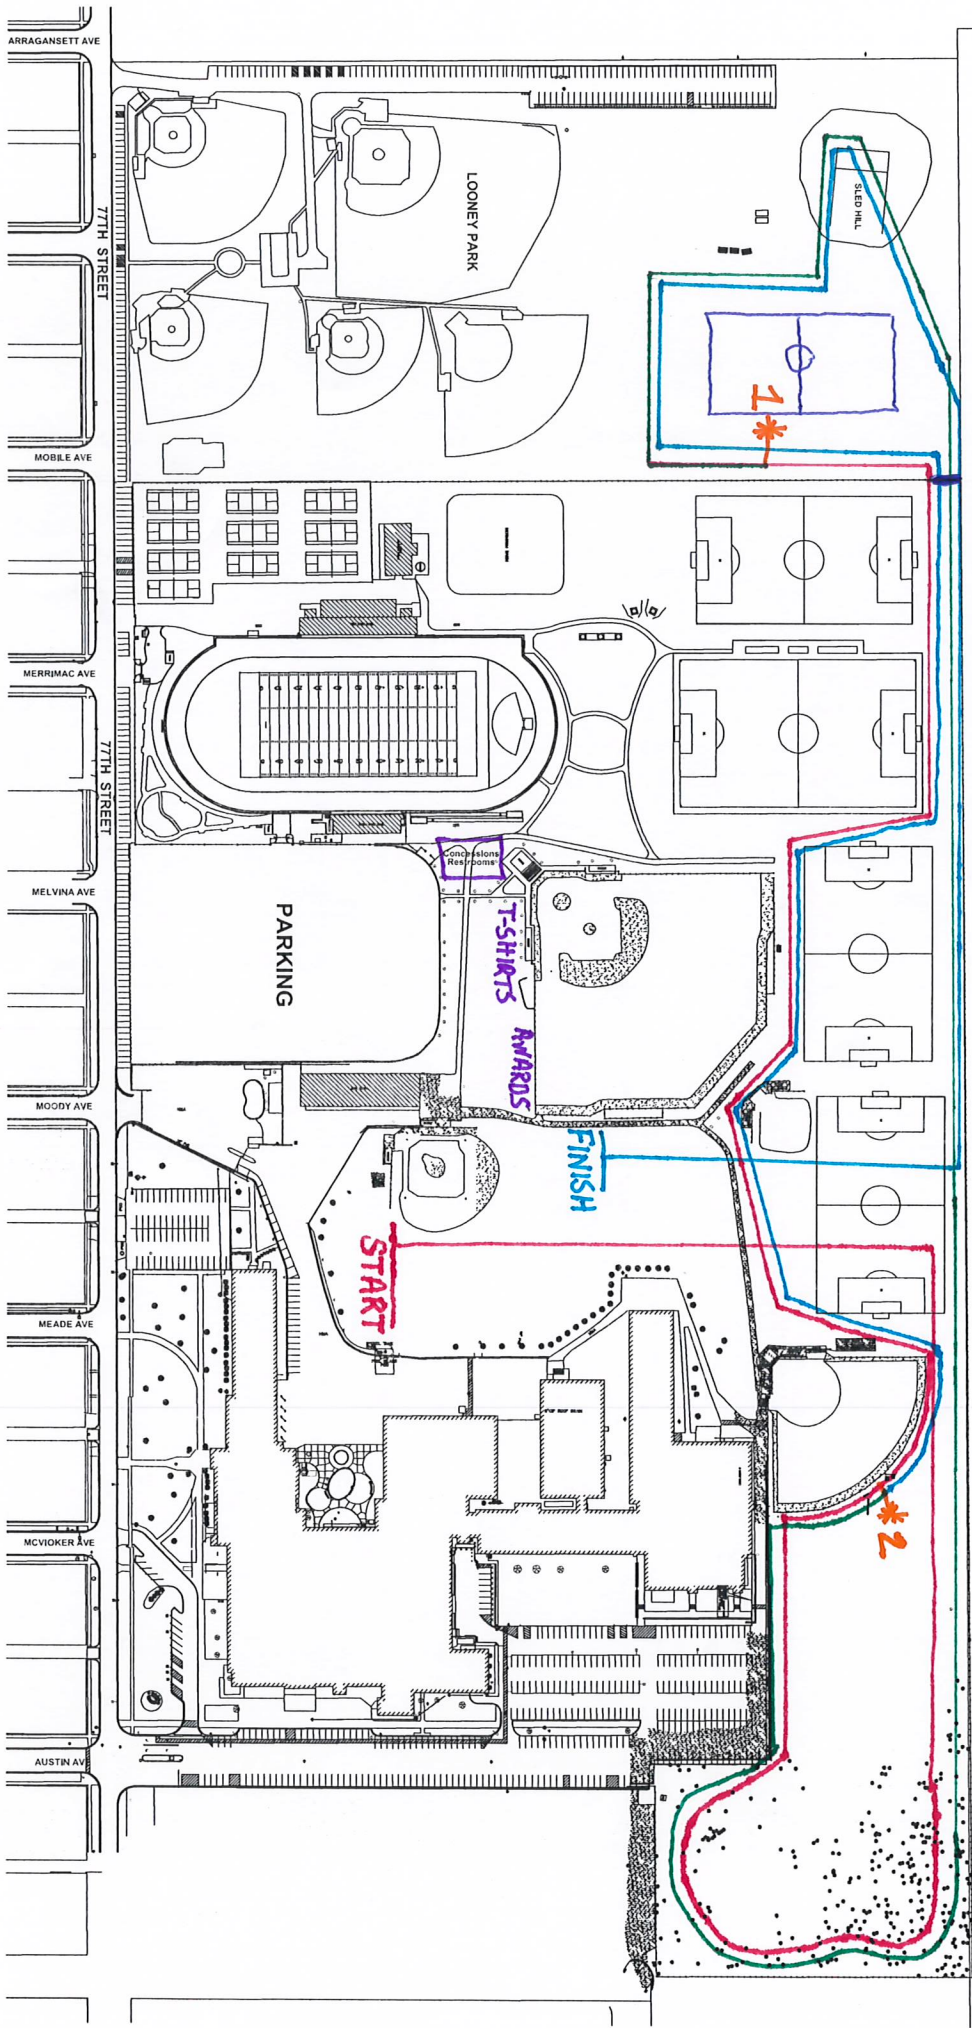 ARRAGANSETT AVE
77TH STREET
LOONEY PARK
SLED HILL
1
MOBILE AVE
MERRIMAC AVE
77TH STREET
Concessions
Restrooms
MELVINA AVE
PARKING
T-SHIRTS AWARDS
MOODY AVE
FINISH
START
MEADE AVE
2
MCVIOKER AVE
AUSTIN AV